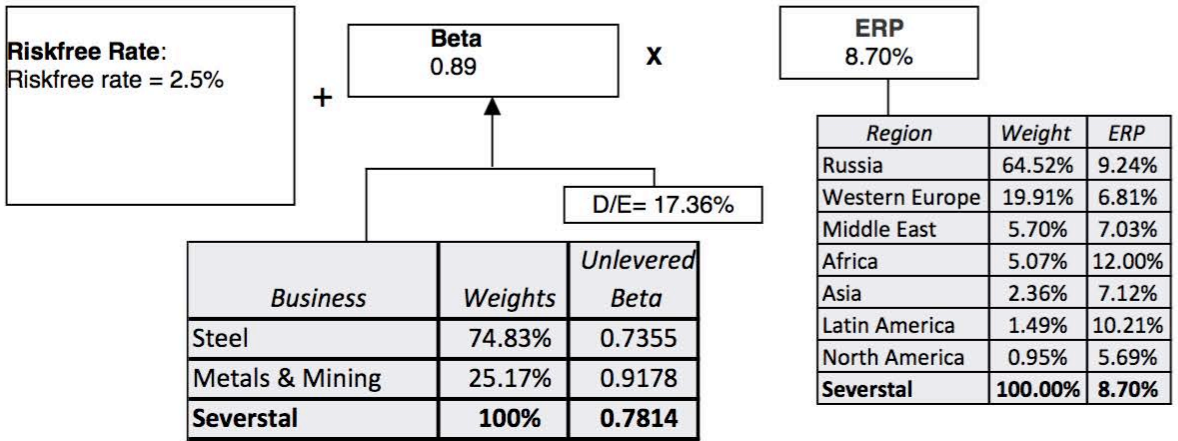 Riskfree Rate:
Riskfree rate = 2.5%
+
Beta
0.89
X
ERP
8.70%
D/E= 17.36%
Business Weights Unlevered Beta
Steel 74.83% 0.7355
Metals & Mining 25.17% 0.9178
Severstal 100% 0.7814
Region Weight ERP
Russia 64.52% 9.24%
Western Europe 19.91% 6.81%
Middle East 5.70% 7.03%
Africa 5.07% 12.00%
Asia 2.36% 7.12%
Latin America 1.49% 10.21%
North America 0.95% 5.69%
Severstal 100.00% 8.70%